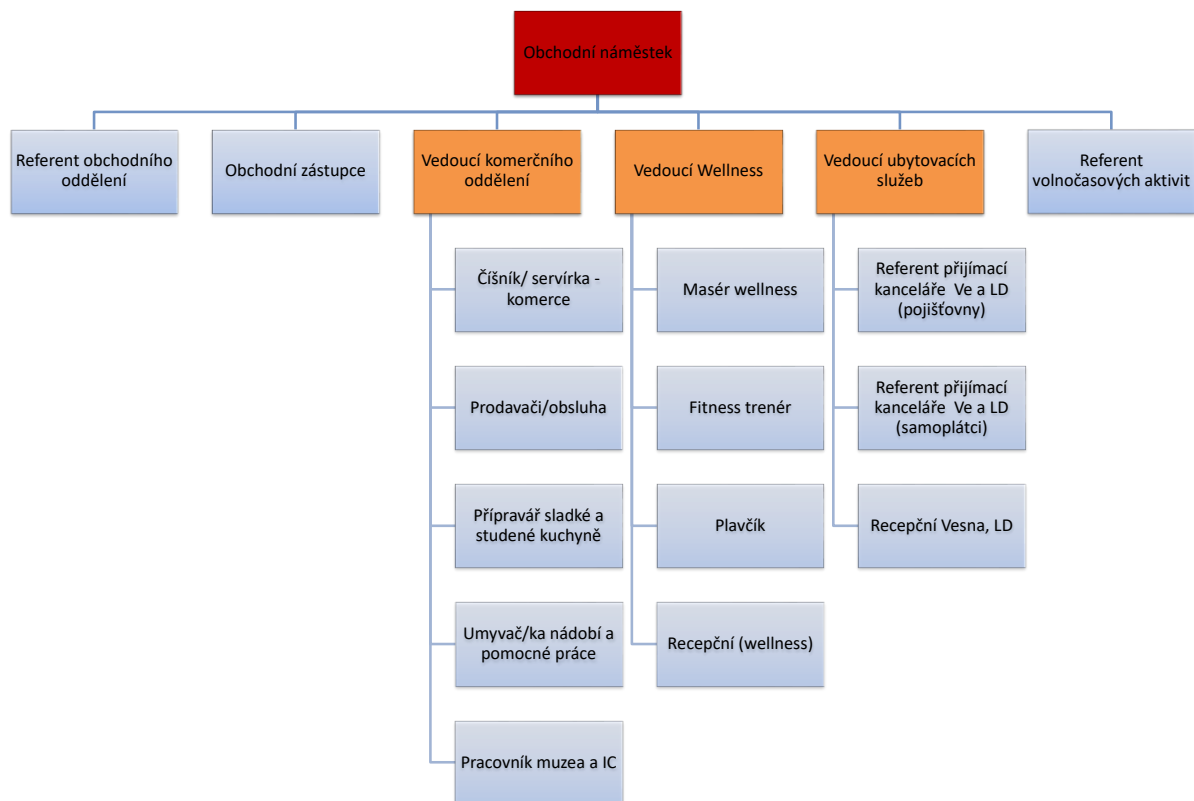 Obchodní náměstek
Referent obchodního
oddělení
Obchodní zástupce
Vedoucí komerčního
oddělení
Vedoucí Wellness
Vedoucí ubytovacích
služeb
Referent
volnočasových aktivit
Číšník/ servírka -
komerce
Prodavači/obsluha
Přípravář sladké a
studené kuchyně
Umyvač/ka nádobí a
pomocné práce
Pracovník muzea a IC
Masér wellness
Fitness trenér
Plavčík
Recepční (wellness)
Referent přijímací
kanceláře Ve a LD
(pojišťovny)
Referent přijímací
kanceláře Ve a LD
(samoplátci)
Recepční Vesna, LD